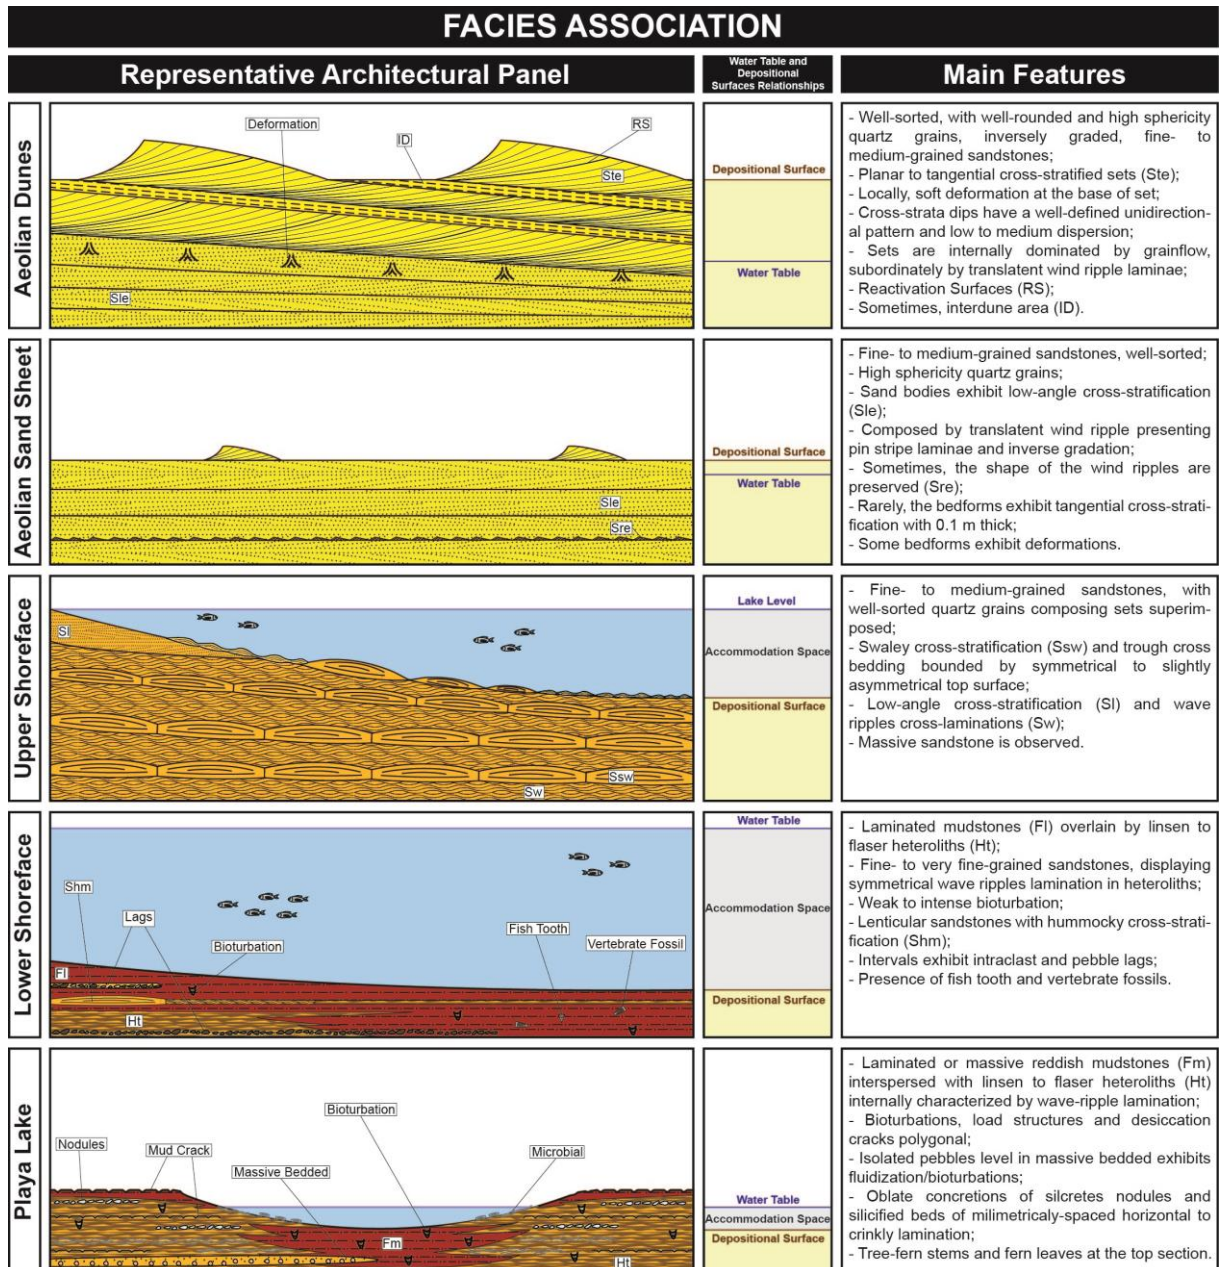 FACIES ASSOCIATION
Representative Architectural Panel
Water Table and
Depositional
Surfaces Relationships
Main Features
Aeolian Dunes
Deformation
ID
RS
Ste
Sle
Depositional Surface
Water Table
- Well-sorted, with well-rounded and high sphericity
quartz grains, inversely graded, fine- to
medium-grained sandstones;
- Planar to tangential cross-stratified sets (Ste);
- Locally, soft deformation at the base of set;
- Cross-strata dips have a well-defined unidirection-
al pattern and low to medium dispersion;
- Sets are internally dominated by grainflow,
subordinately by translatent wind ripple laminae;
- Reactivation Surfaces (RS);
- Sometimes, interdune area (ID).
Aeolian Sand Sheet
Sle
Sre
Depositional Surface
Water Table
- Fine- to medium-grained sandstones, well-sorted;
- High sphericity quartz grains;
- Sand bodies exhibit low-angle cross-stratification
(Sle);
- Composed by translatent wind ripple presenting
pin stripe laminae and inverse gradation;
- Sometimes, the shape of the wind ripples are
preserved (Sre);
- Rarely, the bedforms exhibit tangential cross-strati-
fication with 0.1 m thick;
- Some bedforms exhibit deformations.
Upper Shoreface
Sl
Ssw
Sw
Lake Level
Accommodation Space
Depositional Surface
- Fine- to medium-grained sandstones, with
well-sorted quartz grains composing sets superim-
posed;
- Swaley cross-stratification (Ssw) and trough cross
bedding bounded by symmetrical to slightly
asymmetrical top surface;
- Low-angle cross-stratification (Sl) and wave
ripples cross-laminations (Sw);
- Massive sandstone is observed.
Lower Shoreface
Shm
Lags
Bioturbation
Fish Tooth
Vertebrate Fossil
Fl
Ht
Water Table
Accommodation Space
Depositional Surface
- Laminated mudstones (Fl) overlain by linsen to
flaser heteroliths (Ht);
- Fine- to very fine-grained sandstones, displaying
symmetrical wave ripples lamination in heteroliths;
- Weak to intense bioturbation;
- Lenticular sandstones with hummocky cross-strati-
fication (Shm);
- Intervals exhibit intraclast and pebble lags;
- Presence of fish tooth and vertebrate fossils.
Playa Lake
Nodules
Mud Crack
Massive Bedded
Bioturbation
Microbial
Fm
Ht
Water Table
Accommodation Space
Depositional Surface
- Laminated or massive reddish mudstones (Fm)
interspersed with linsen to flaser heteroliths (Ht)
internally characterized by wave-ripple lamination;
- Bioturbations, load structures and desiccation
cracks polygonal;
- Isolated pebbles level in massive bedded exhibits
fluidization/bioturbations;
- Oblate concretions of silcretes nodules and
silicified beds of milimetricaly-spaced horizontal to
crinkly lamination;
- Tree-fern stems and fern leaves at the top section.